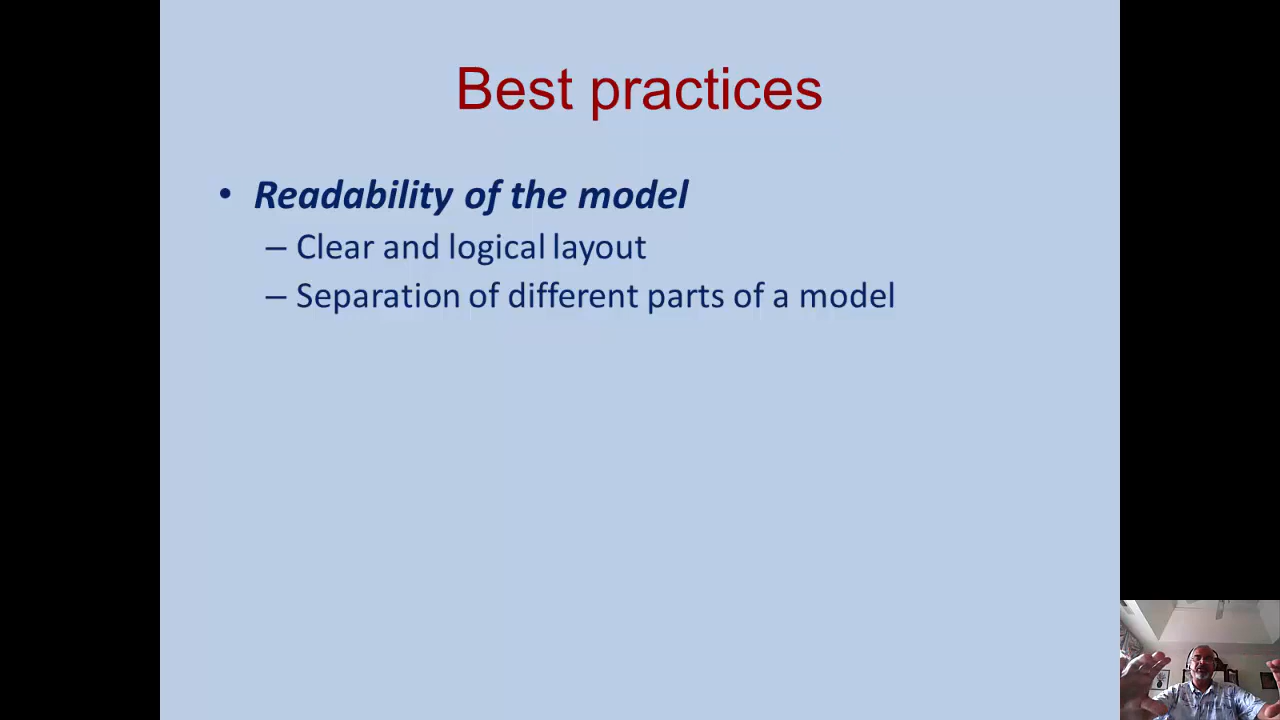 Best practices
• Readability of the model
– Clear and logical layout
– Separation of different parts of a model